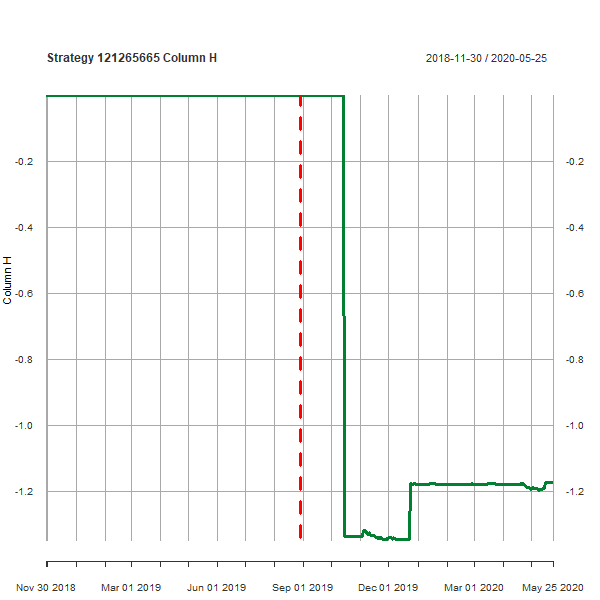 Strategy 121265665 Column H
2018-11-30 / 2020-05-25
Column H
-0.2
-0.4
-0.6
-0.8
-1.0
-1.2
-0.2
-0.4
-0.6
-0.8
-1.0
-1.2
Nov 30 2018
Mar 01 2019
Jun 01 2019
Sep 01 2019
Dec 01 2019
Mar 01 2020
May 25 2020